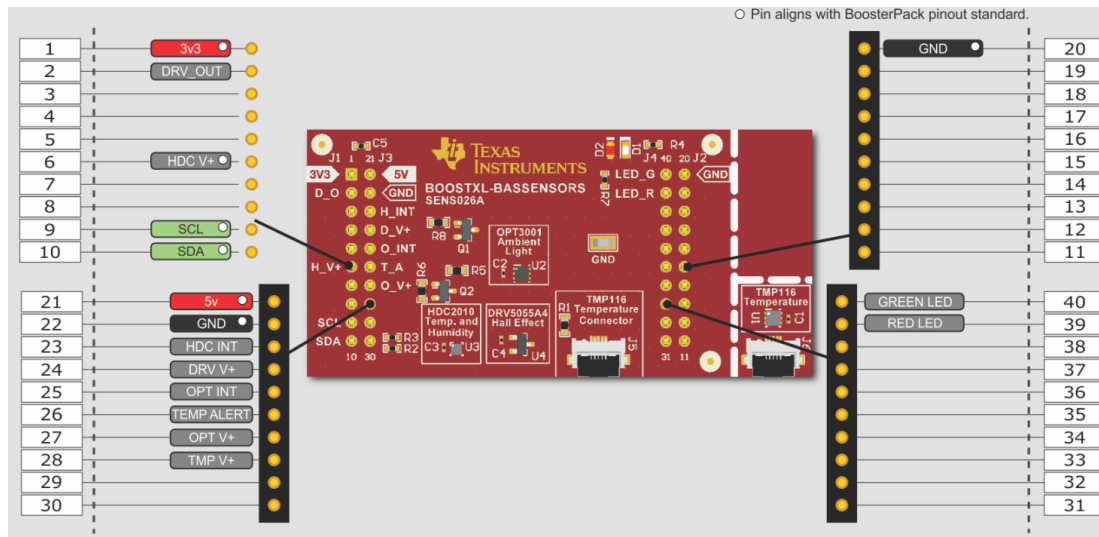 Pin aligns with BoosterPack pinout standard.
1 3v3
2 DRV_OUT
3
4
5
6 HDC V+
7
8
9 SCL
10 SDA
GND 20
19
18
17
16
15
14
13
12
11
21 5v
22 GND
23 HDC INT
24 DRV V+
25 OPT INT
26 TEMP ALERT
27 OPT V+
28 TMP V+
29
30
GREEN LED 40
RED LED 39
38
37
36
35
34
33
32
31
C5
J1 1 21 J3
3V3 5V
D_O GND
H_INT
D_V+
O_INT
H_V+ T_A
O_V+
SCL
SDA
10 30
TEXAS
INSTRUMENTS
BOOSTXL-BASSENSORS
SENS026A
D2 D1 R4
J4 40 20 J2
LED_G GND
LED_R
R7
R8 Q1
OPT3001
Ambient
Light
C2 U2
GND
R6 R5
Q2
HDC2010
Temp. and
Humidity
C3 U3
R3
R2
DRV5055A4
Hall Effect
C4 U4
TMP116
Temperature
Connector
R1
J5
31 11
TMP116
Temperature
U1 C1
J6